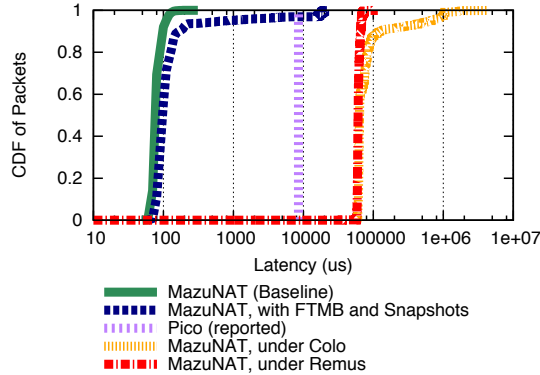 1
0.8
0.6
0.4
0.2
0
CDF of Packets
10 100 1000 10000 100000 1e+06 1e+07
Latency (us)
MazuNAT (Baseline)
MazuNAT, with FTMB and Snapshots
Pico (reported)
MazuNAT, under Colo
MazuNAT, under Remus